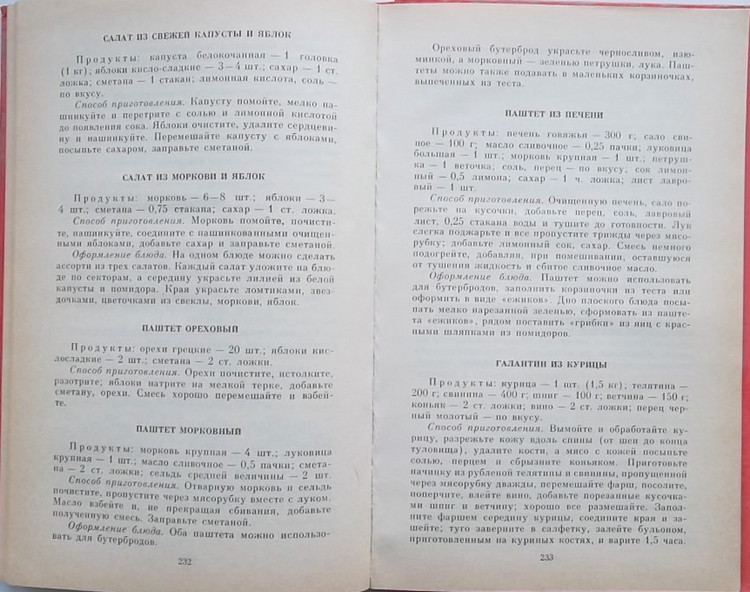 САЛАТ ИЗ СВЕЖЕЙ КАПУСТЫ И ЯБЛОК
Продукты: капуста белокочанная — 1 головка
(1 кг); яблоки кисло-сладкие — 3—4 шт.; сахар — 1 ст.
ложка; сметана — 1 стакан; лимонная кислота, соль —
по вкусу.
Способ приготовления. Капусту помойте, мелко на-
шинкуйте и перетрите с солью и лимонной кислотой
до появления сока. Яблоки очистите, удалите сердцеви-
ну и нашинкуйте. Перемешайте капусту с яблоками,
посыпьте сахаром, заправьте сметаной.
САЛАТ ИЗ МОРКОВИ И ЯБЛОК
Продукты: морковь — 6—8 шт.; яблоки — 3—
4 шт.; сметана — 0,75 стакана; сахар — 1 ст. ложка.
Способ приготовления. Морковь помойте, почисти-
те, нашинкуйте, соедините с нашинкованными очищен-
ными яблоками, добавьте сахар и заправьте сметаной.
Оформление блюда. На одном блюде можно сделать
ассорти из трех салатов. Каждый салат уложите на блю-
де по секторам, а середину украсьте лилией из белой
капусты и помидора. Края украсьте ломтиками, звез-
дочками, цветочками из свеклы, моркови, яблок.
ПАШТЕТ ОРЕХОВЫЙ
Продукты: орехи грецкие — 20 шт.; яблоки кис-
лосладкие — 2 шт.; сметана — 2 ст. ложки.
Способ приготовления. Орехи почистите, истолките,
разотрите; яблоки натрите на мелкой терке, добавьте
сметану, орехи. Смесь хорошо перемешайте и взбей-
те.
ПАШТЕТ МОРКОВНЫЙ
Продукты: морковь крупная — 4 шт.; луковица
крупная — 1 шт.; масло сливочное — 0,5 пачки; смета-
на — 2 ст. ложки; сельдь средней величины — 2 шт.
Способ приготовления. Отварную морковь и сельдь
почистите, пропустите через мясорубку вместе с луком.
Масло взбейте и, не прекращая сбивания, добавьте
полученную смесь. Заправьте сметаной.
Оформление блюда. Оба паштета можно использо-
вать для бутербродов.
232
Ореховый бутерброд украсьте черносливом, изю-
минкой, а морковный — зеленью петрушки, лука. Паш-
теты можно также подавать в маленьких корзиночках,
выпеченных из теста.
ПАШТЕТ ИЗ ПЕЧЕНИ
Продукты: печень говяжья — 300 г; сало сви-
ное — 100 г; масло сливочное — 0,25 пачки; луковица
большая — 1 шт.; морковь крупная — 1 шт.; петруш-
ка — 1 веточка; соль, перец — по вкусу, сок лимон-
ный — 0,5 лимона; сахар — 1 ч. ложка; лист лавро-
вый — 1 шт.
Способ приготовления. Очищенную печень, сало по-
режьте на кусочки, добавьте перец, соль, лавровый
лист, 0,25 стакана воды и тушите до готовности. Лук
слегка поджарьте и все пропустите трижды через мясо-
рубку; добавьте лимонный сок, сахар. Смесь немного
подогрейте, добавляя, при помешивании, оставшуюся
от тушения жидкость и сбитое сливочное масло.
Оформление блюда. Паштет можно использовать
для бутербродов, заполнить корзиночки из теста или
оформить в виде «ежиков». Дно плоского блюда посы-
пать мелко нарезанной зеленью, сформовать из паште-
та «ежиков», рядом поставить «грибки» из яиц с крас-
ными шляпками из помидоров.
ГАЛАНТИН ИЗ КУРИЦЫ
Продукты: курица — 1 шт. (1,5 кг); телятина —
200 г; свинина — 400 г; шпиг — 100 г; ветчина — 150 г;
коньяк — 2 ст. ложки; вино — 2 ст. ложки; перец чер-
ный молотый — по вкусу.
Способ приготовления. Вымойте и обработайте ку-
рицу, разрежьте кожу вдоль спины (от шеи до конца
туловища), удалите кости, а мясо с кожей посыпьте
солью, перцем и сбрызните коньяком. Приготовьте
начинку из рубленой телятины и свинины, пропущенной
через мясорубку дважды, перемешайте фарш, посолите,
поперчите, влейте вино, добавьте порезанные кусочка-
ми шпиг и ветчину; хорошо все размешайте. Запол-
ните фаршем середину курицы, соедините края и за-
шейте; туго заверните в салфетку, залейте бульоном,
приготовленным на куриных костях, и варите 1,5 часа.
233